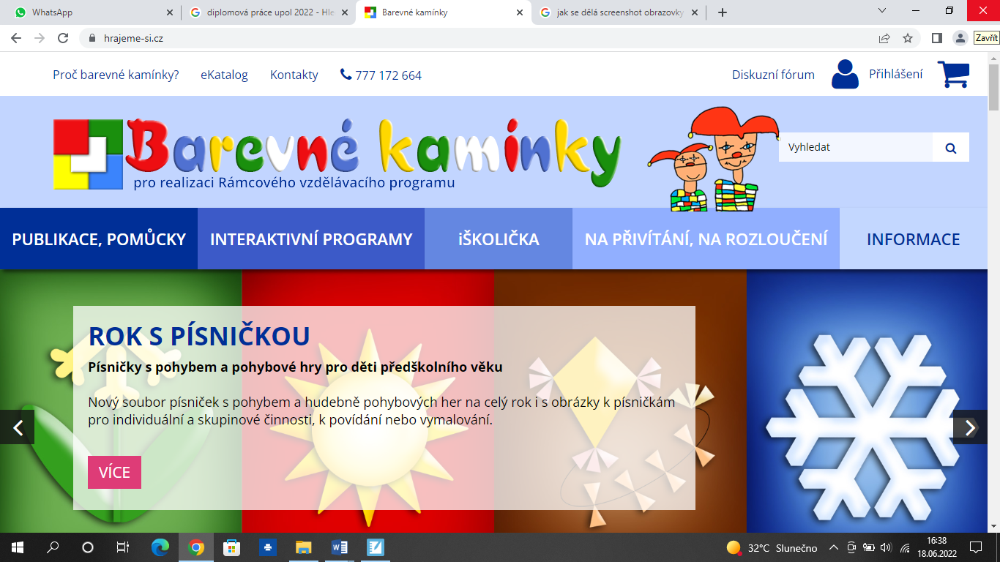 WhatsApp
diplomová práce upol 2022 - Hle
Barevné kamínky
jak se dělá screenshot obrazovky
hrajeme-si.cz
Zavřít
Proč barevné kamínky?
eKatalog
Kontakty
777 172 664
Diskuzní fórum
Přihlášení
Barevné kamínky
pro realizaci Rámcového vzdělávacího programu
Vyhledat
PUBLIKACE, POMŮCKY
INTERAKTIVNÍ PROGRAMY
iŠKOLIČKA
NA PŘIVÍTÁNÍ, NA ROZLOUČENÍ
INFORMACE
ROK S PÍSNIČKOU
Písničky s pohybem a pohybové hry pro děti předškolního věku
Nový soubor písniček s pohybem a hudebně pohybových her na celý rok i s obrázky k písničkám
pro individuální a skupinové činnosti, k povídání nebo vymalování.
VÍCE
32°C Slunečno
16:38
18.06.2022